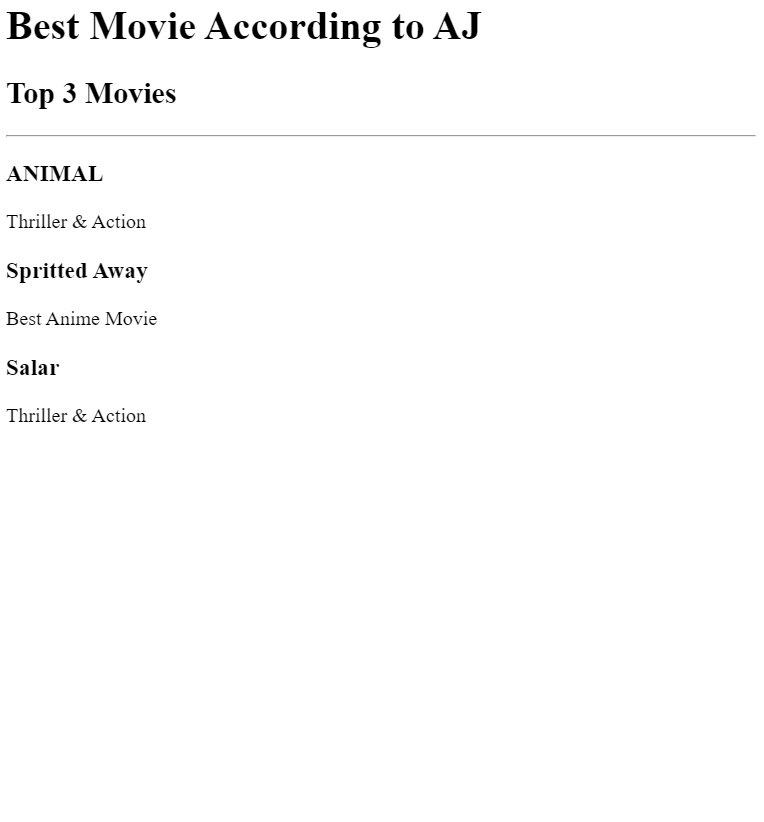 Best Movie According to AJ
Top 3 Movies
ANIMAL
Thriller & Action
Spritted Away
Best Anime Movie
Salar
Thriller & Action